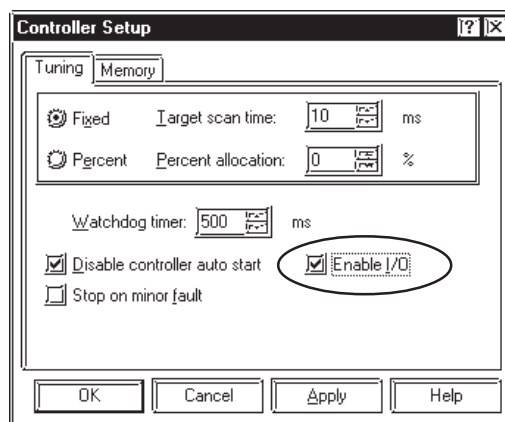 Controller Setup ? X
Tuning Memory
Fixed Target scan time: 10 ms
Percent Percent allocation: 0 %
Watchdog timer: 500 ms
Disable controller auto start Enable I/O
Stop on minor fault
OK Cancel Apply Help